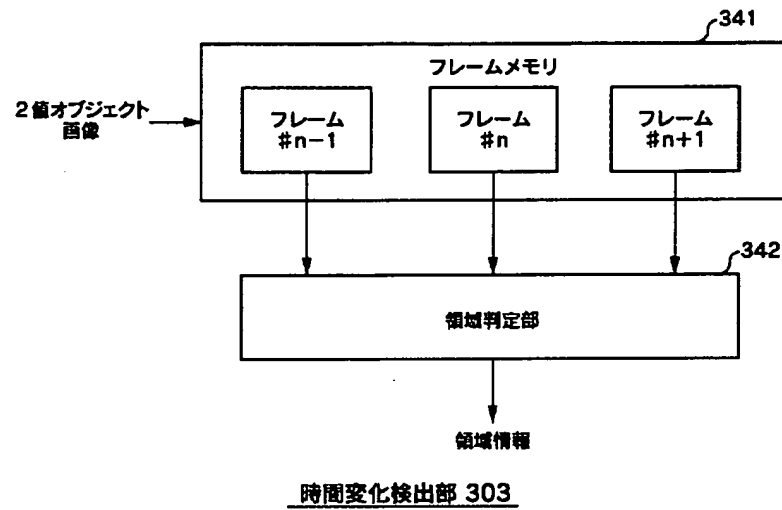 341
フレームメモリ
2値オブジェクト
画像
フレーム
#n-1
フレーム
#n
フレーム
#n+1
342
領域判定部
領域情報
時間変化検出部 303